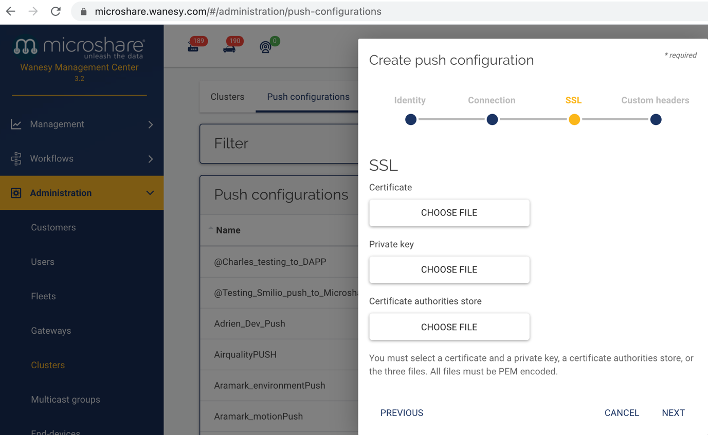 microshare.wanesy.com/#/administration/push-configurations
microshare®
unleash the data
Wanesy Management Center
3.2
189
190
0
Management
Workflows
Administration
Customers
Users
Fleets
Gateways
Clusters
Multicast groups
End-devices
Clusters
Push configurations
Filter
Push configurations
Name
@Charles_testing_to_DAPP
@Testing_Smilio_push_to_Microsha
Adrien_Dev_Push
AirqualityPUSH
Aramark_environmentPush
Aramark_motionPush
Create push configuration
* required
Identity
Connection
SSL
Custom headers
SSL
Certificate
CHOOSE FILE
Private key
CHOOSE FILE
Certificate authorities store
CHOOSE FILE
You must select a certificate and a private key, a certificate authorities store, or
the three files. All files must be PEM encoded.
PREVIOUS
CANCEL
NEXT